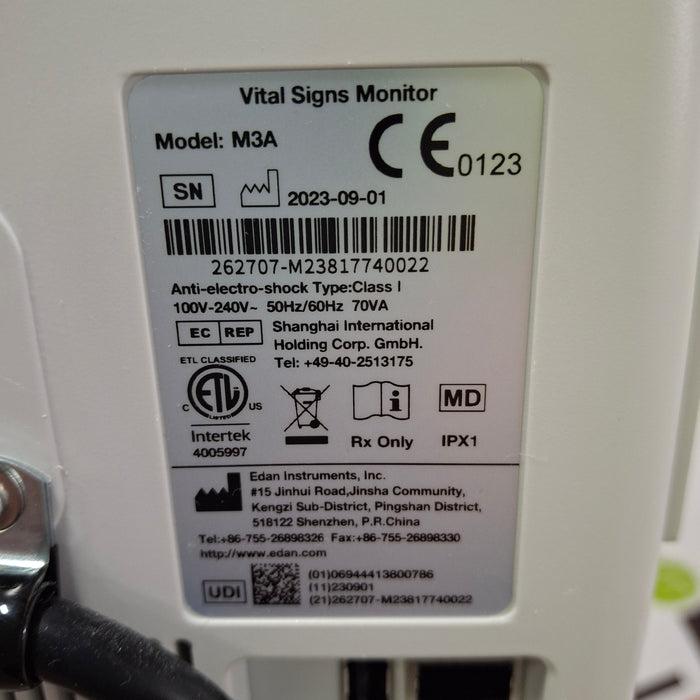 Vital Signs Monitor
Model: M3A
CE 0123
SN
2023-09-01
262707-M23817740022
Anti-electro-shock Type:Class I
100V-240V~ 50Hz/60Hz 70VA
EC REP
Shanghai International
Holding Corp. GmbH.
Tel: +49-40-2513175
ETL CLASSIFIED
C ETL US
LISTED
Intertek
4005997
i
Rx Only
MD
IPX1
Edan Instruments, Inc.
#15 Jinhui Road,Jinsha Community,
Kengzi Sub-District, Pingshan District,
518122 Shenzhen, P.R.China
Tel:+86-755-26898326 Fax:+86-755-26898330
http://www.edan.com
UDI
(01)06944413800786
(11)230901
(21)262707-M23817740022